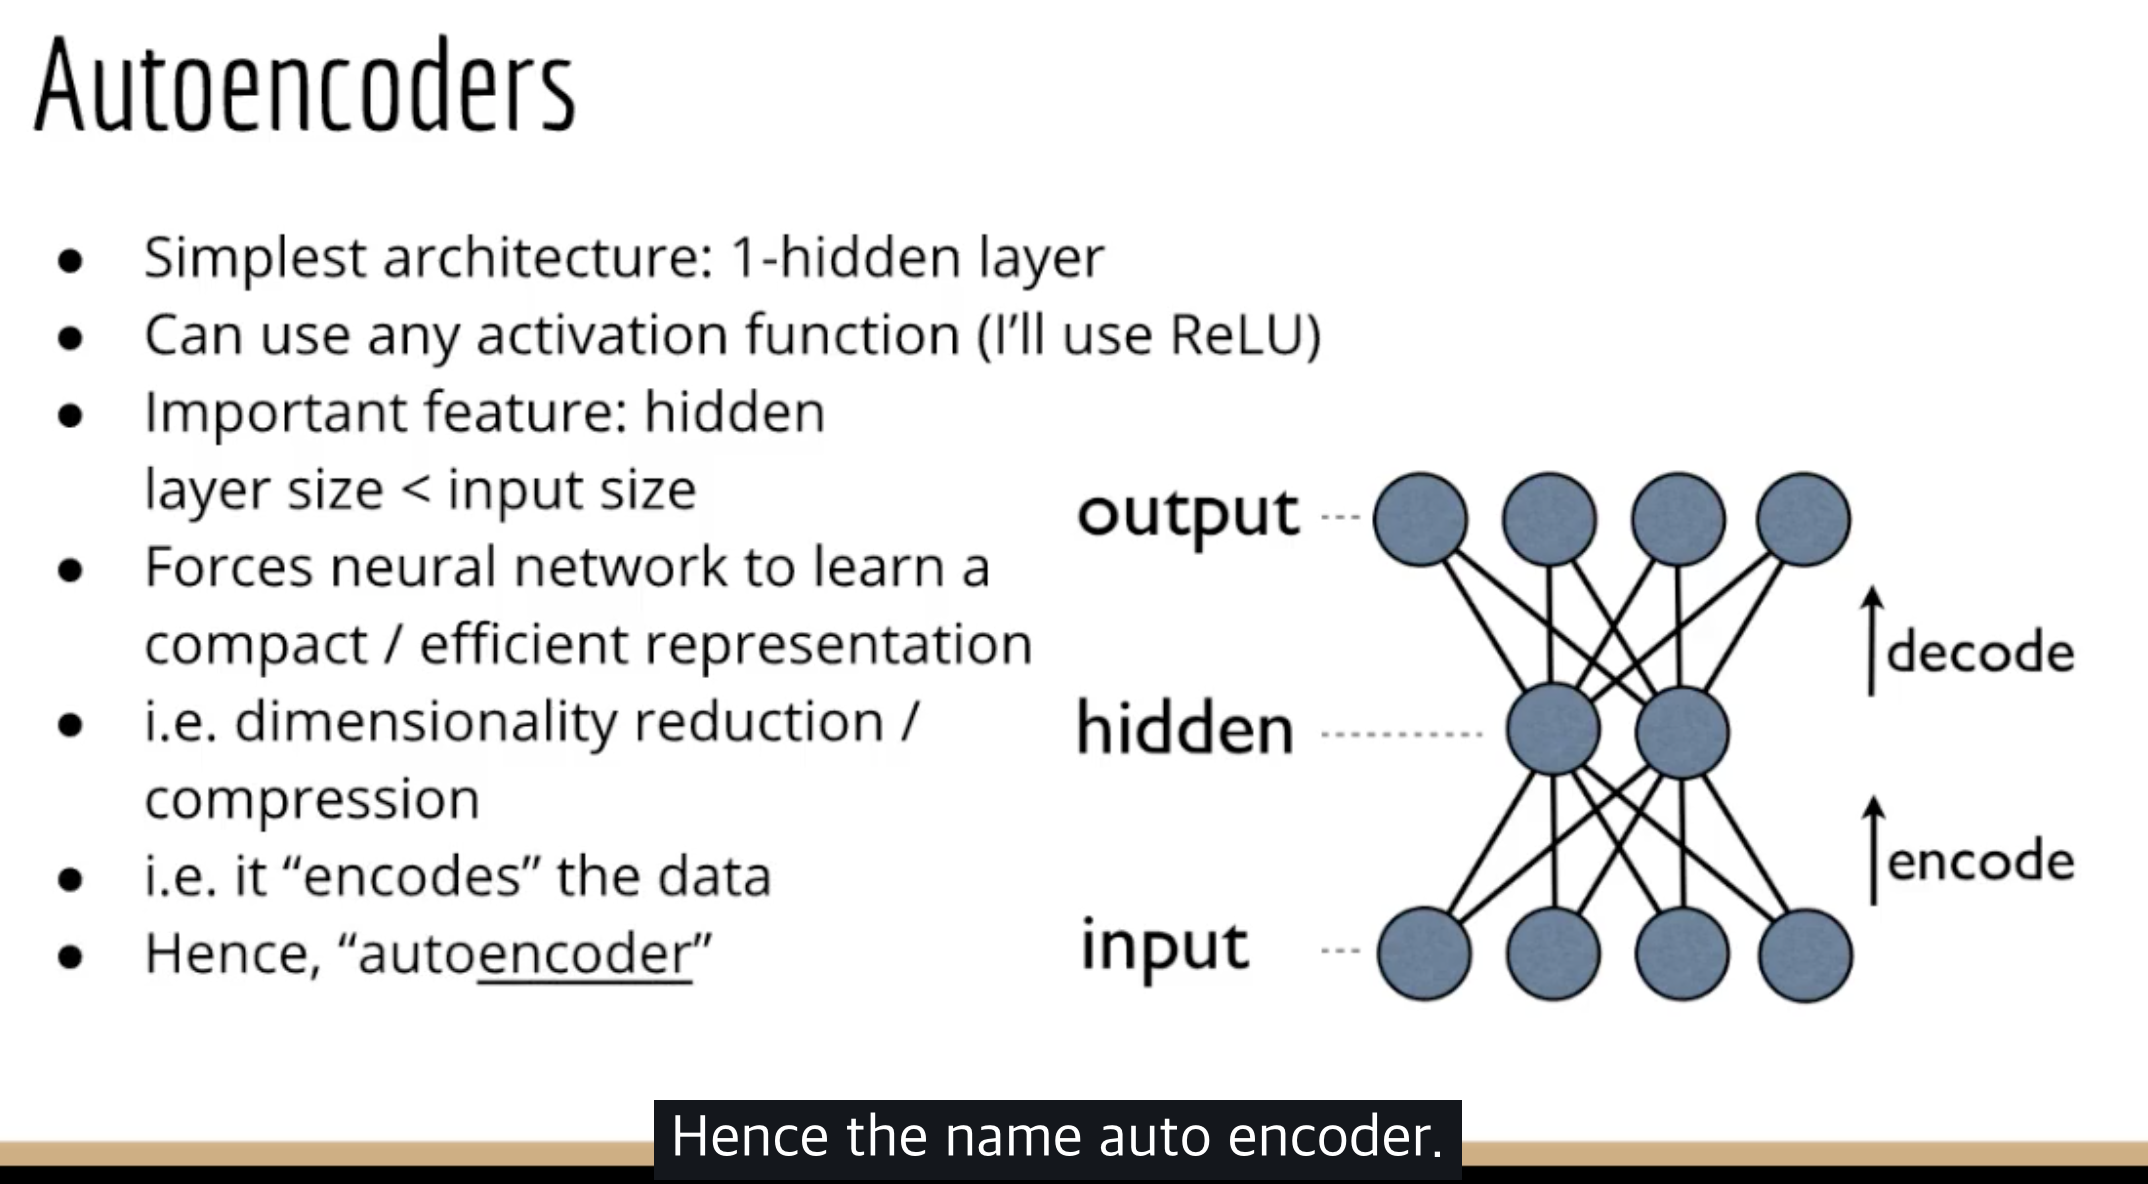 Autoencoders
● Simplest architecture: 1-hidden layer
● Can use any activation function (I'll use ReLU)
● Important feature: hidden
layer size < input size
● Forces neural network to learn a
compact / efficient representation
● i.e. dimensionality reduction /
compression
● i.e. it “encodes” the data
● Hence, “autoencoder”
output
decode
hidden
encode
input
Hence the name auto encoder.